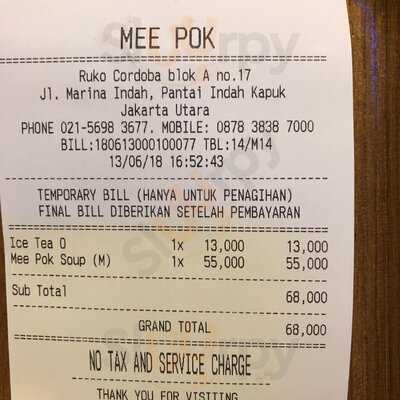 MEE POK
Ruko Cordoba blok A no.17
Jl. Marina Indah, Pantai Indah Kapuk
Jakarta Utara
PHONE 021-5698 3677. MOBILE: 0878 3838 7000
BILL:180613000100077 TBL:14/M14
13/06/18 16:52:43
TEMPORARY BILL (HANYA UNTUK PENAGIHAN)
FINAL BILL DIBERIKAN SETELAH PEMBAYARAN
Ice Tea O 1x 13,000 13,000
Mee Pok Soup (M) 1x 55,000 55,000
Sub Total 68,000
GRAND TOTAL 68,000
NO TAX AND SERVICE CHARGE
THANK YOU FOR VISITING